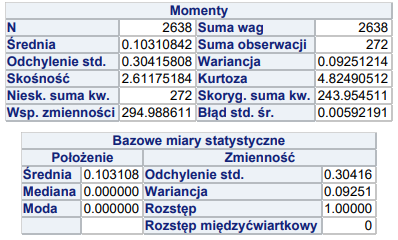 Momenty
N 2638 Suma wag 2638
Średnia 0.10310842 Suma obserwacji 272
Odchylenie std. 0.30415808 Wariancja 0.09251214
Skośność 2.61175184 Kurtoza 4.82490512
Niesk. suma kw. 272 Skoryg. suma kw. 243.954511
Wsp. zmienności 294.988611 Błąd std. śr. 0.00592191
Bazowe miary statystyczne
Położenie Zmienność
Średnia 0.103108 Odchylenie std. 0.30416
Mediana 0.000000 Wariancja 0.09251
Moda 0.000000 Rozstęp 1.00000
Rozstęp międzyćwiartkowy 0